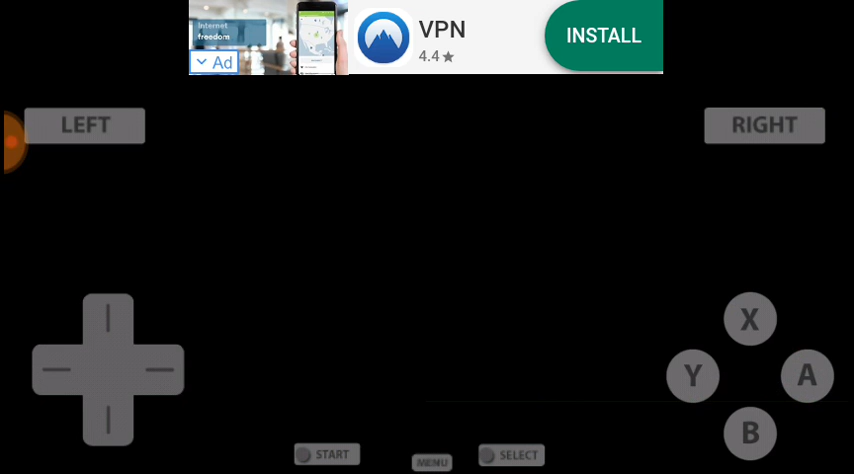 Internet
freedom
Ad
VPN
4.4★
INSTALL
LEFT
RIGHT
X
Y
A
B
START
MENU
SELECT